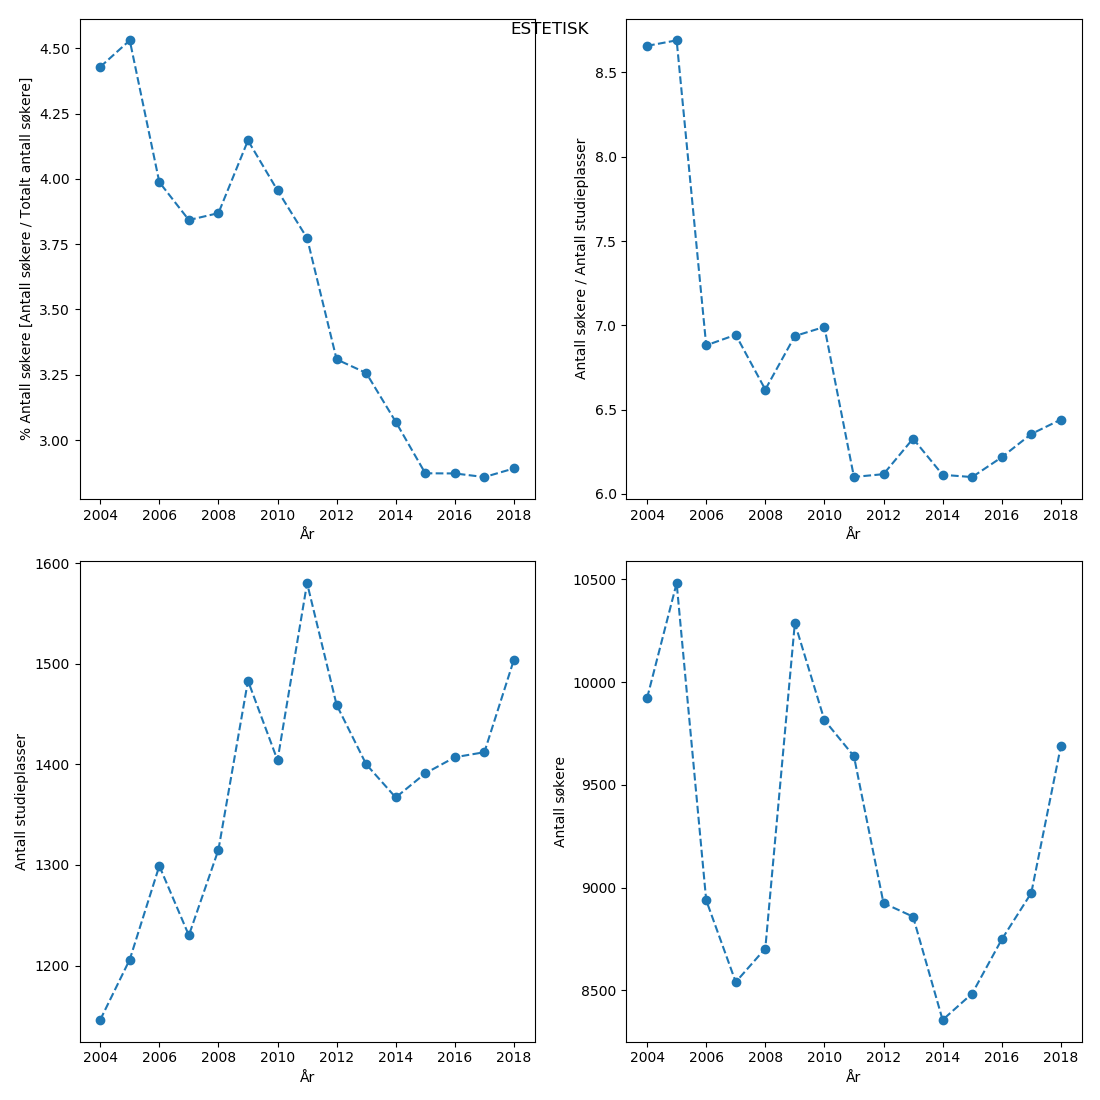 ESTETISK
% Antall søkere [Antall søkere / Totalt antall søkere]
4.50
4.25
4.00
3.75
3.50
3.25
3.00
2004 2006 2008 2010 2012 2014 2016 2018
År
Antall søkere / Antall studieplasser
8.5
8.0
7.5
7.0
6.5
6.0
2004 2006 2008 2010 2012 2014 2016 2018
År
Antall studieplasser
1600
1500
1400
1300
1200
2004 2006 2008 2010 2012 2014 2016 2018
År
Antall søkere
10500
10000
9500
9000
8500
2004 2006 2008 2010 2012 2014 2016 2018
År